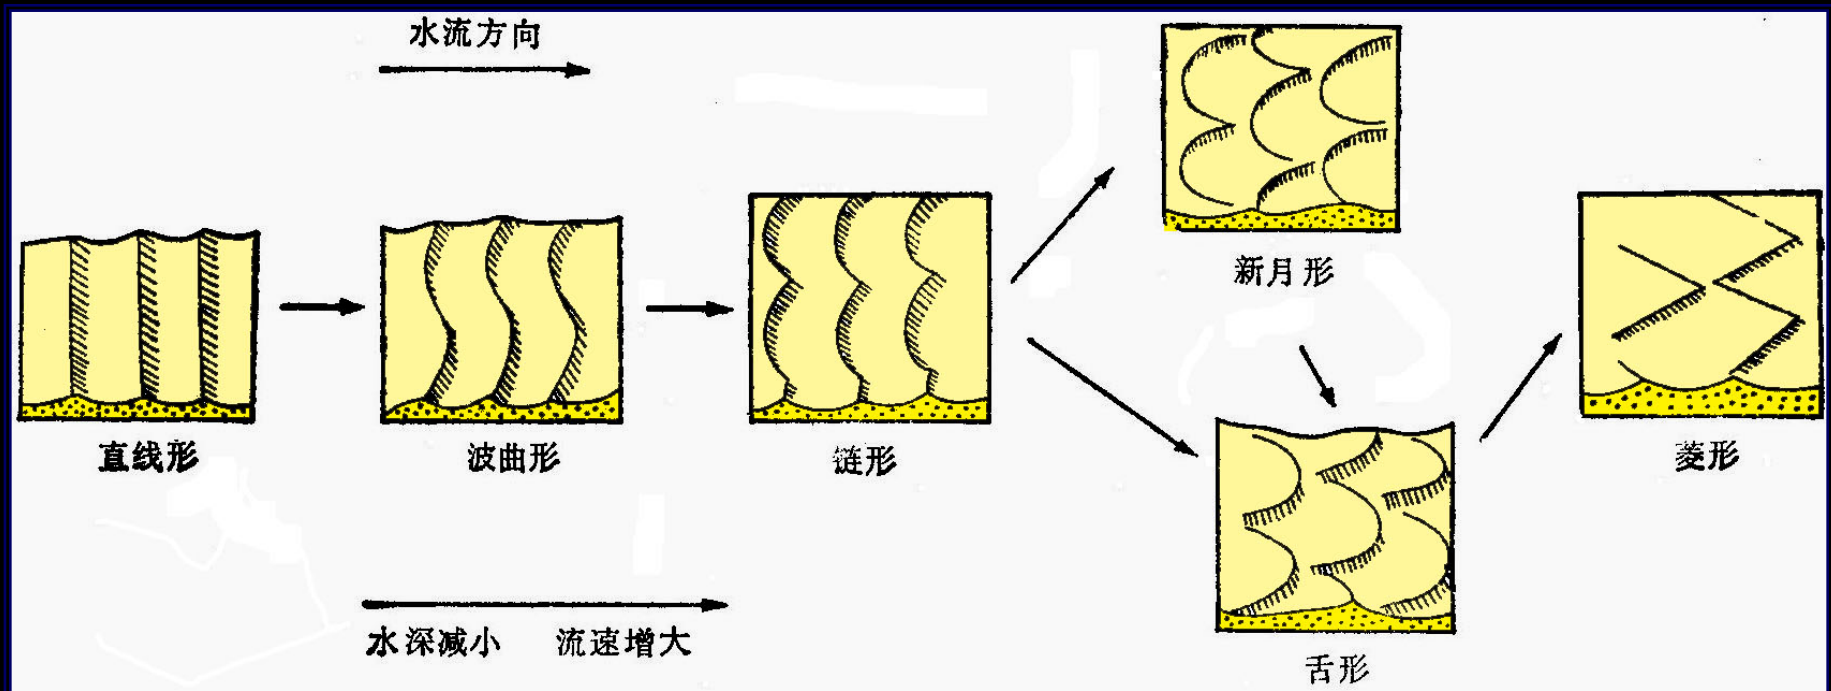 水流方向
新月形
直线形
波曲形
链形
菱形
水深减小 流速增大
舌形